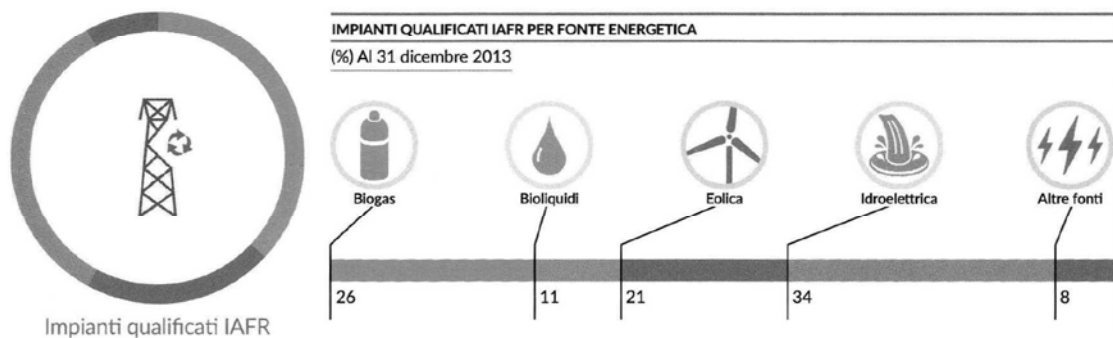 IMPIANTI QUALIFICATI IAFR PER FONTE ENERGETICA
(%) Al 31 dicembre 2013
Biogas
Bioliquidi
Eolica
Idroelettrica
Altre fonti
26
11
21
34
8
Impianti qualificati IAFR